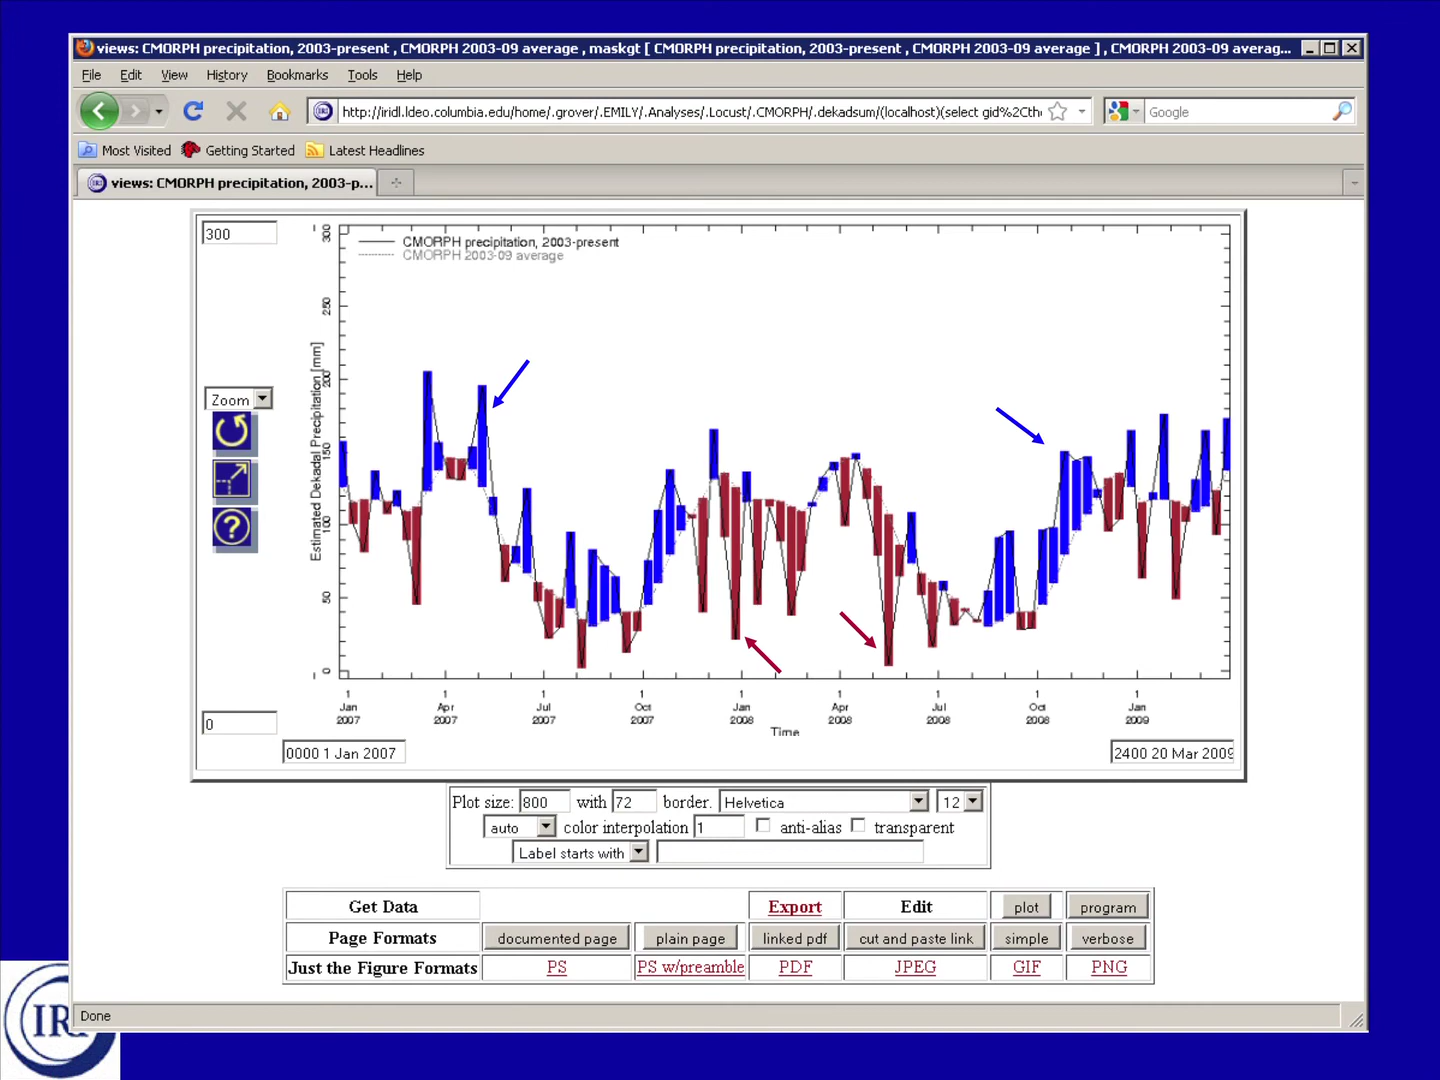 views: CMORPH precipitation, 2003-present , CMORPH 2003-09 average , maskgt [ CMORPH precipitation, 2003-present , CMORPH 2003-09 average ] , CMORPH 2003-09 averag...
File Edit View History Bookmarks Tools Help
http://iridl.ldeo.columbia.edu/home/.grover/.EMILY/.Analyses/.Locust/.CMORPH/.dekadsum/(localhost)(select gid%2Cthe
Google
Most Visited Getting Started Latest Headlines
views: CMORPH precipitation, 2003-p...
300
CMORPH precipitation, 2003-present
CMORPH 2003-09 average
Zoom
Estimated Dekadal Precipitation [mm]
300
250
200
150
100
50
0
1 1 1 1 1 1 1 1 1
Jan Apr Jul Oct Jan Apr Jul Oct Jan
2007 2007 2007 2007 2008 2008 2008 2008 2009
Time
0
0000 1 Jan 2007
2400 20 Mar 2009
Plot size: 800 with 72 border. Helvetica 12
auto color interpolation 1 anti-alias transparent
Label starts with
Get Data Export Edit plot program
Page Formats documented page plain page linked pdf cut and paste link simple verbose
Just the Figure Formats PS PS w/preamble PDF JPEG GIF PNG
Done
IRI